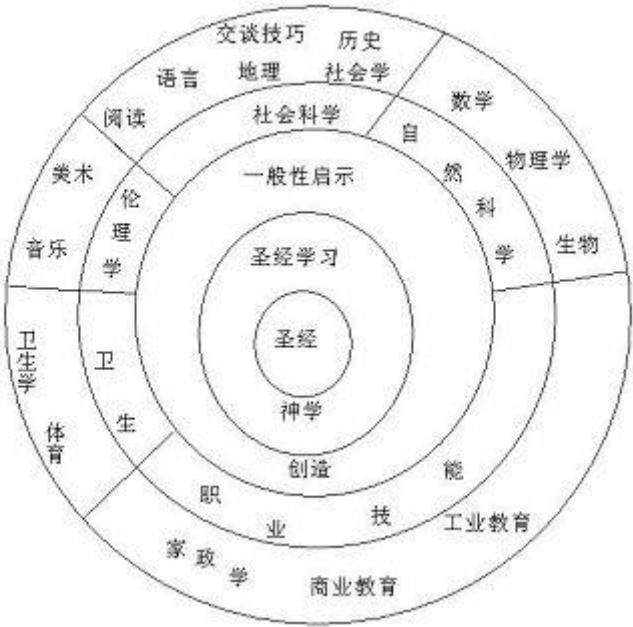 交谈技巧
历史
语言
地理
社会学
阅读
社会科学
数学
自然科学
物理学
生物
美术
音乐
伦理学
一般性启示
圣经学习
圣经
神学
创造
卫生学
体育
卫生
职业技能
工业教育
家政学
商业教育